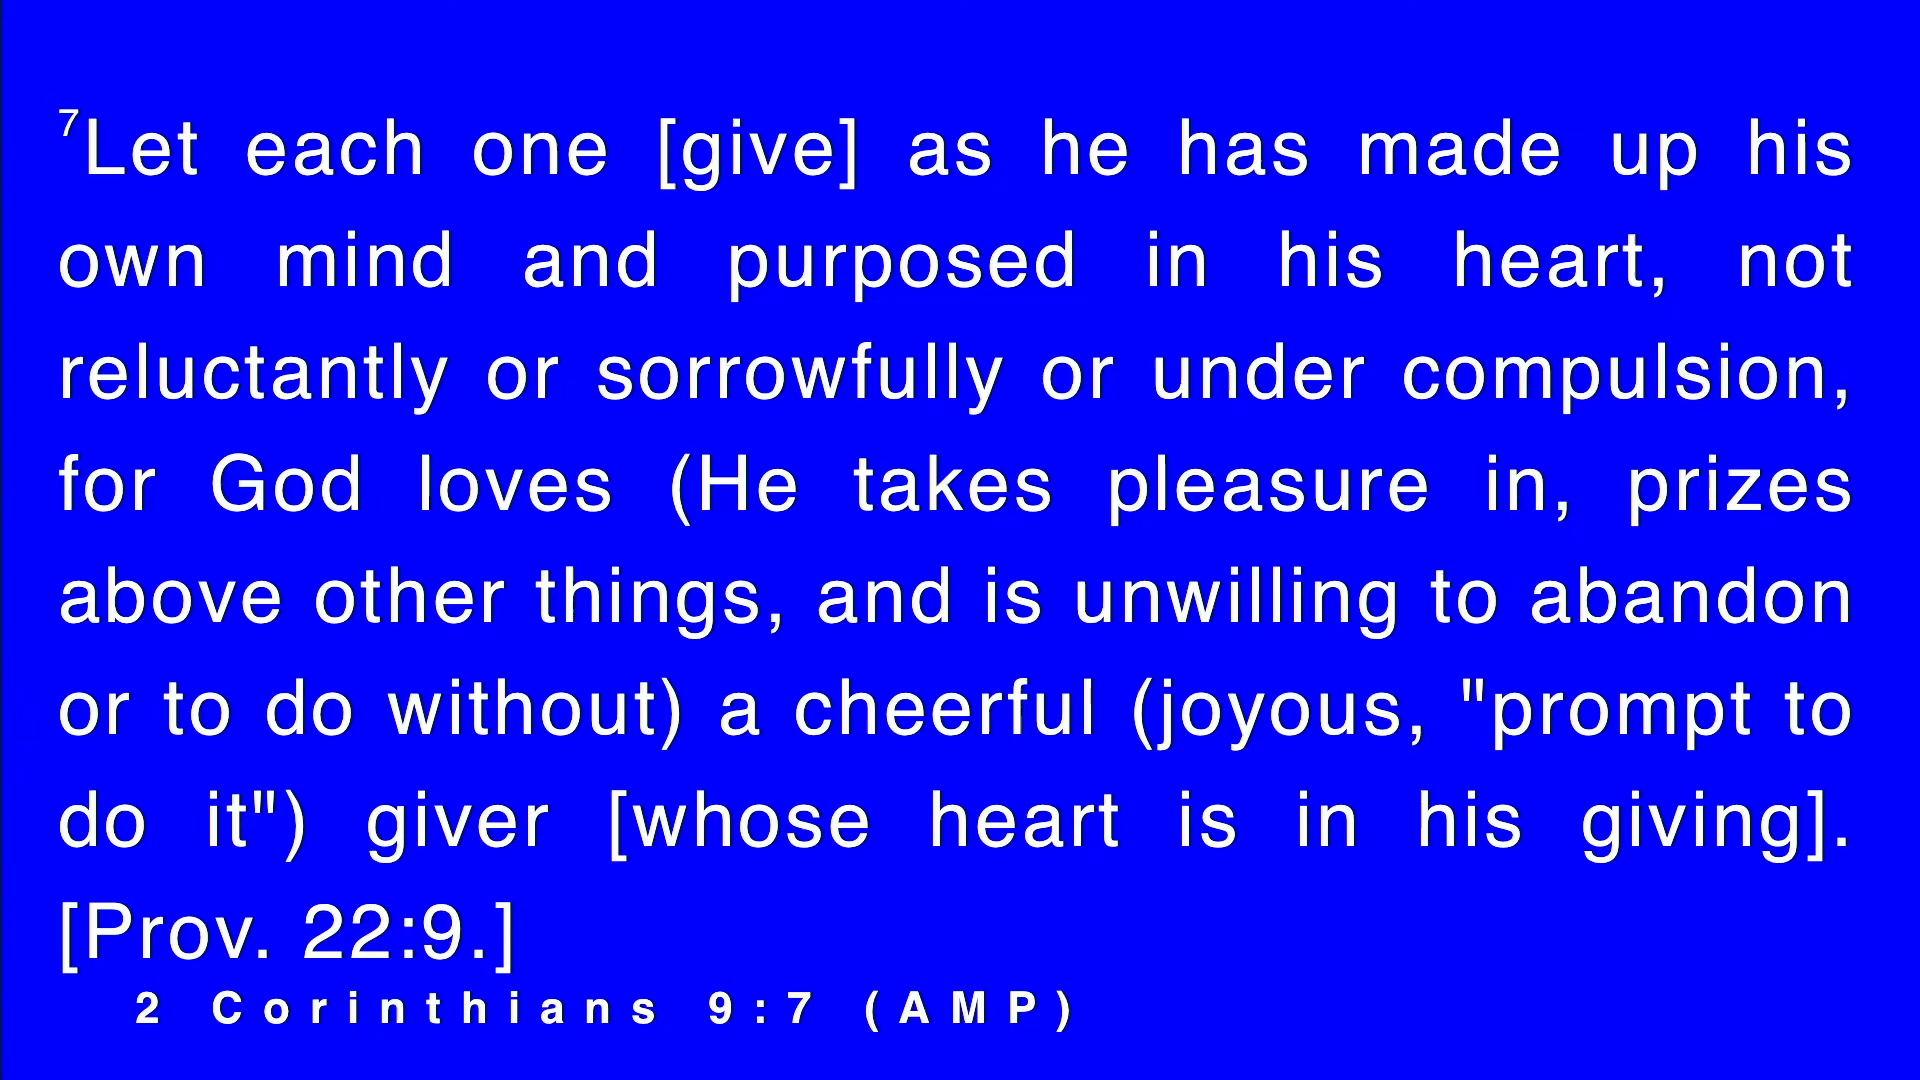 7Let each one [give] as he has made up his
own mind and purposed in his heart, not
reluctantly or sorrowfully or under compulsion,
for God loves (He takes pleasure in, prizes
above other things, and is unwilling to abandon
or to do without) a cheerful (joyous, "prompt to
do it") giver [whose heart is in his giving].
[Prov. 22:9.]
2 Corinthians 9:7 (AMP)